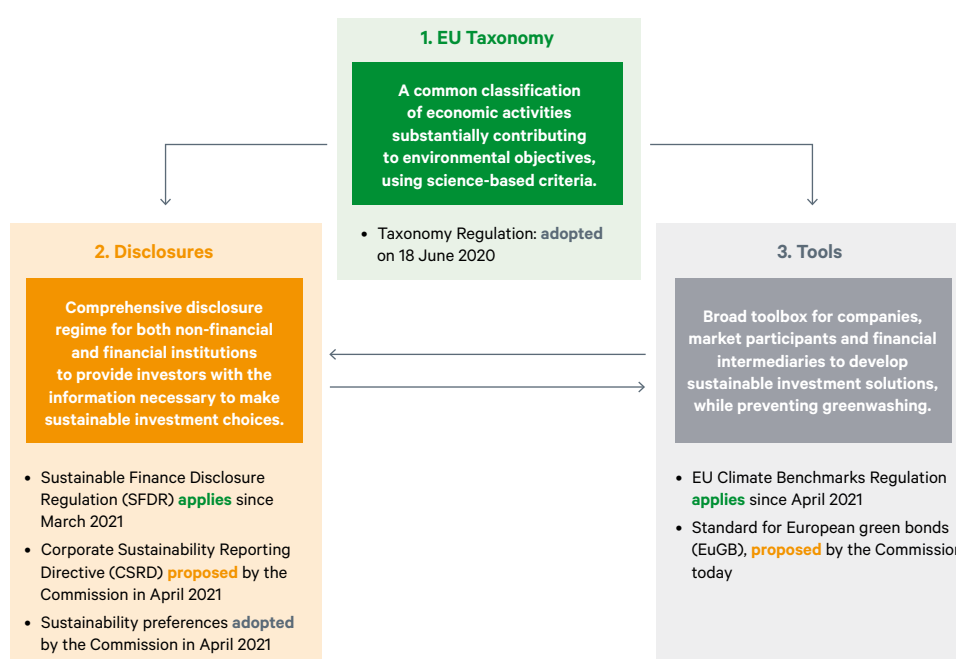 1. EU Taxonomy
A common classification
of economic activities
substantially contributing
to environmental objectives,
using science-based criteria.
• Taxonomy Regulation: adopted
on 18 June 2020
2. Disclosures
Comprehensive disclosure
regime for both non-financial
and financial institutions
to provide investors with the
information necessary to make
sustainable investment choices.
• Sustainable Finance Disclosure
Regulation (SFDR) applies since
March 2021
• Corporate Sustainability Reporting
Directive (CSRD) proposed by the
Commission in April 2021
• Sustainability preferences adopted
by the Commission in April 2021
3. Tools
Broad toolbox for companies,
market participants and financial
intermediaries to develop
sustainable investment solutions,
while preventing greenwashing.
• EU Climate Benchmarks Regulation
applies since April 2021
• Standard for European green bonds
(EuGB), proposed by the Commission
today